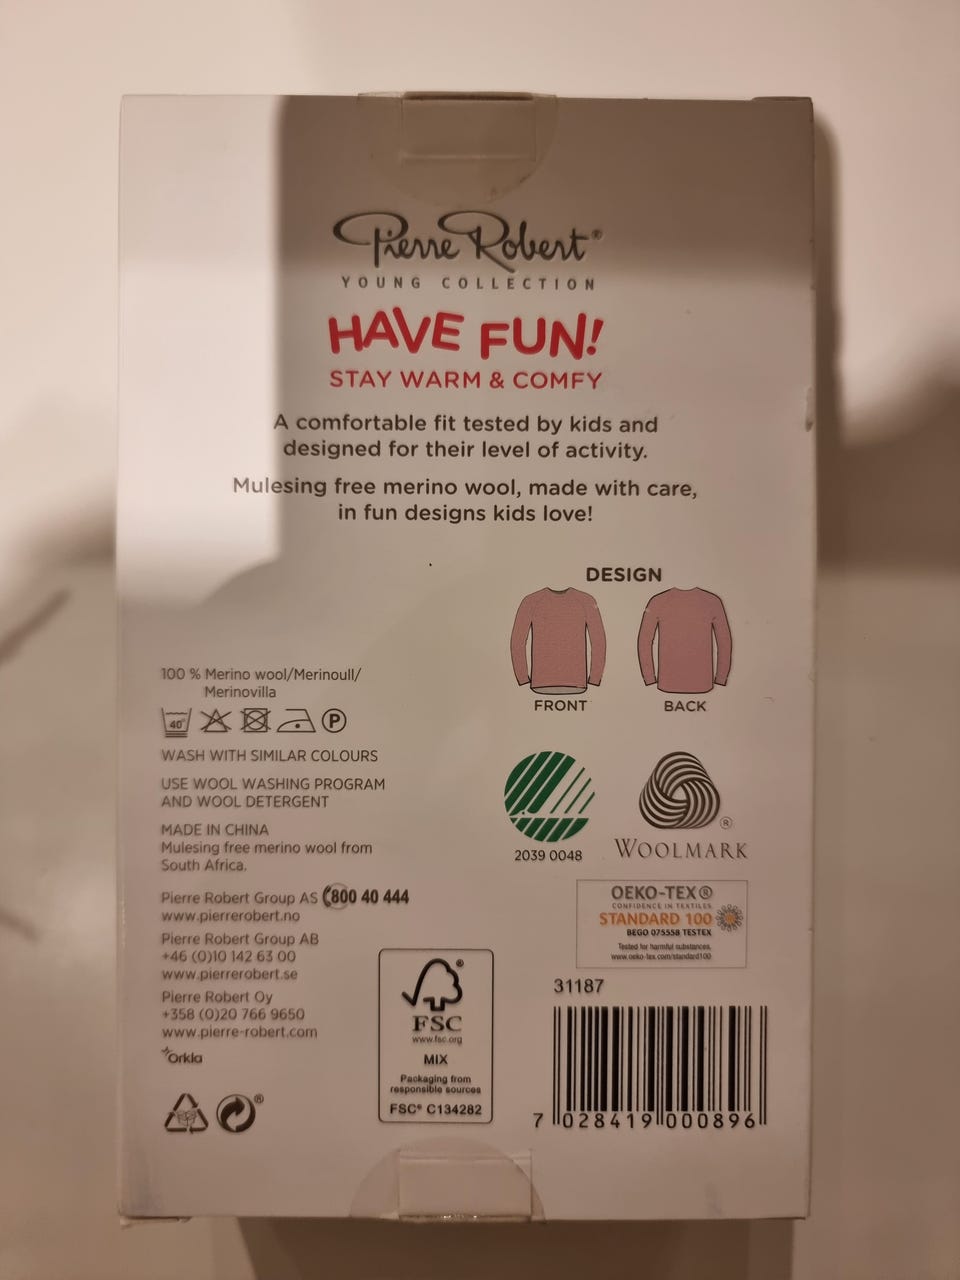 Pierre Robert®
YOUNG COLLECTION
HAVE FUN!
STAY WARM & COMFY
A comfortable fit tested by kids and
designed for their level of activity.
Mulesing free merino wool, made with care,
in fun designs kids love!
DESIGN
FRONT
BACK
100 % Merino wool/Merinoull/
Merinovilla
40°
P
WASH WITH SIMILAR COLOURS
USE WOOL WASHING PROGRAM
AND WOOL DETERGENT
MADE IN CHINA
Mulesing free merino wool from
South Africa.
2039 0048
®
WOOLMARK
Pierre Robert Group AS 800 40 444
www.pierrerobert.no
Pierre Robert Group AB
+46 (0)10 142 63 00
www.pierrerobert.se
Pierre Robert Oy
+358 (0)20 766 9650
www.pierre-robert.com
Orkla
®
OEKO-TEX®
CONFIDENCE IN TEXTILES
STANDARD 100
BEGO 075558 TESTEX
Tested for harmful substances.
www.oeko-tex.com/standard100
®
FSC
www.fsc.org
MIX
Packaging from
responsible sources
FSC® C134282
31187
7 028419 000896